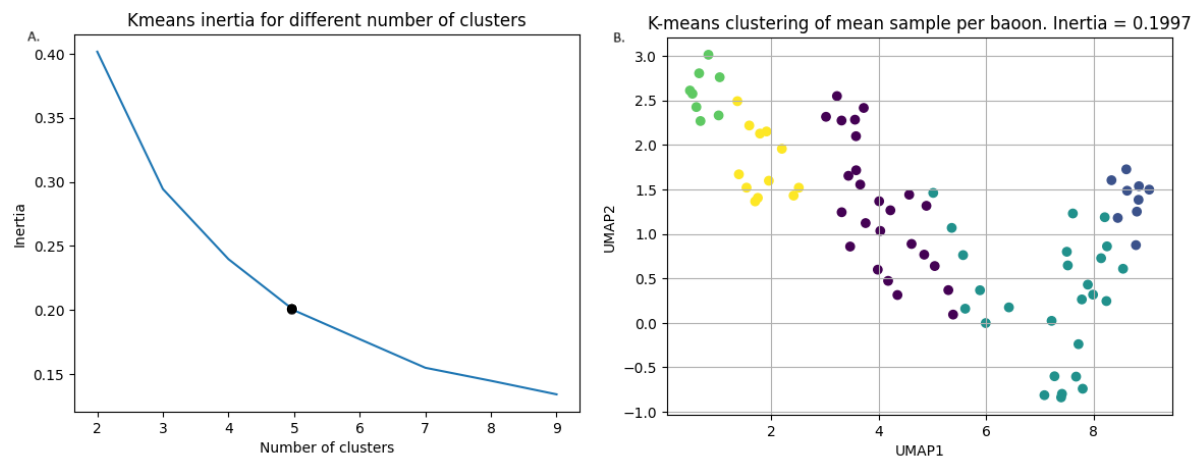 Kmeans inertia for different number of clusters
A.
0.40
0.35
0.30
0.25
0.20
0.15
Inertia
2 3 4 5 6 7 8 9
Number of clusters
K-means clustering of mean sample per baoon. Inertia = 0.1997
B.
3.0
2.5
2.0
1.5
1.0
0.5
0.0
−0.5
−1.0
UMAP2
2 4 6 8
UMAP1